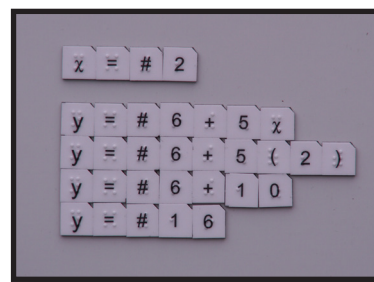 x = # 2
y = # 6 + 5 x
y = # 6 + 5 ( 2 )
y = # 6 + 1 0
y = # 1 6